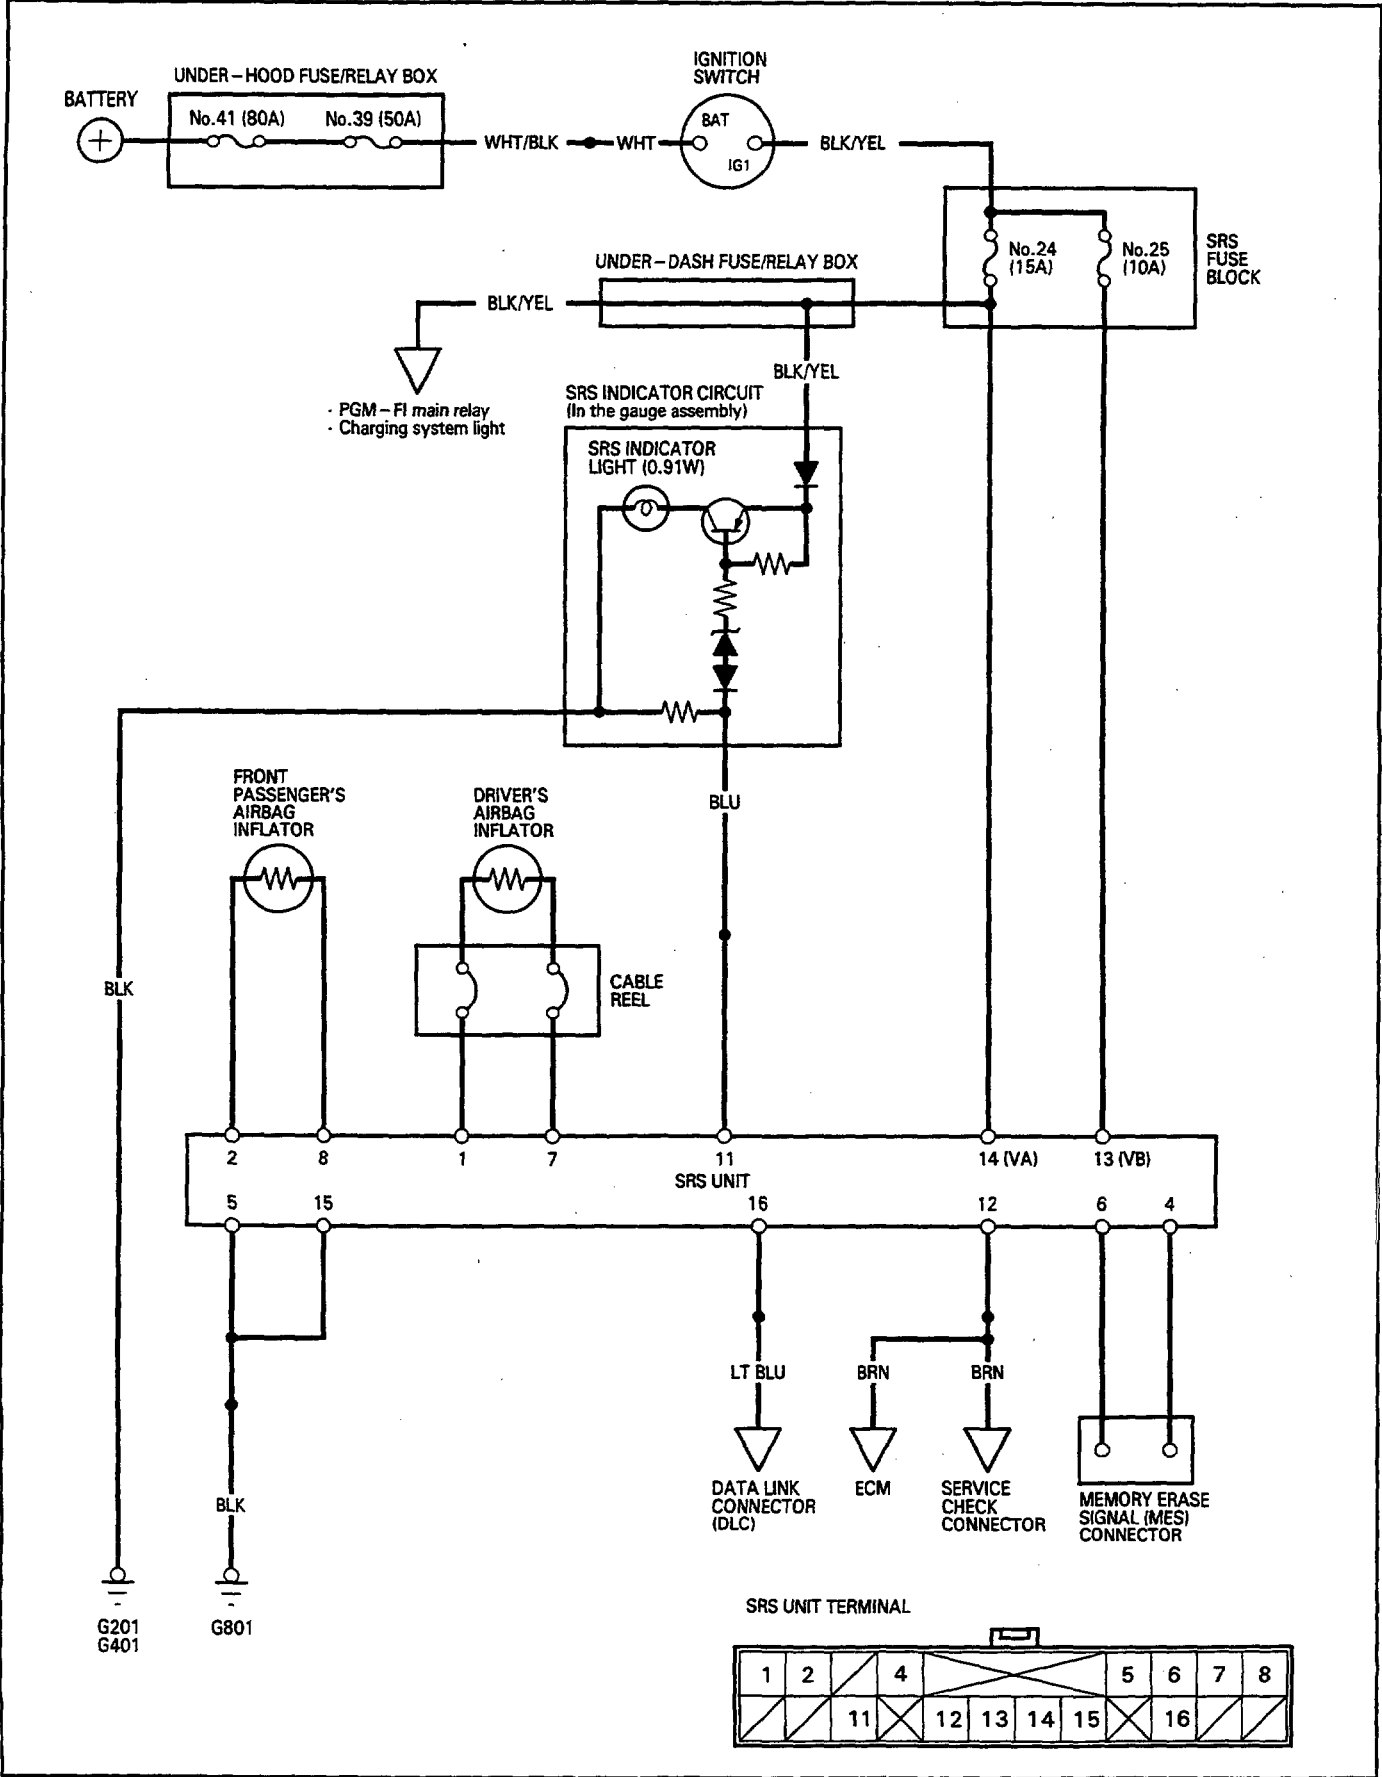 IGNITION
SWITCH
UNDER-HOOD FUSE/RELAY BOX
BATTERY
No.41 (80A)
No.39 (50A)
BAT
IG1
WHT/BLK
WHT
BLK/YEL
No.24
(15A)
No.25
(10A)
SRS
FUSE
BLOCK
UNDER-DASH FUSE/RELAY BOX
BLK/YEL
BLK/YEL
· PGM-FI main relay
· Charging system light
SRS INDICATOR CIRCUIT
(In the gauge assembly)
SRS INDICATOR
LIGHT (0.91W)
FRONT
PASSENGER'S
AIRBAG
INFLATOR
DRIVER'S
AIRBAG
INFLATOR
BLU
BLK
CABLE
REEL
2
8
1
7
11
14 (VA)
13 (VB)
SRS UNIT
5
15
16
12
6
4
LT BLU
BRN
BRN
BLK
DATA LINK
CONNECTOR
(DLC)
ECM
SERVICE
CHECK
CONNECTOR
MEMORY ERASE
SIGNAL (MES)
CONNECTOR
G201
G401
G801
SRS UNIT TERMINAL
1 2 4 5 6 7 8
11 12 13 14 15 16